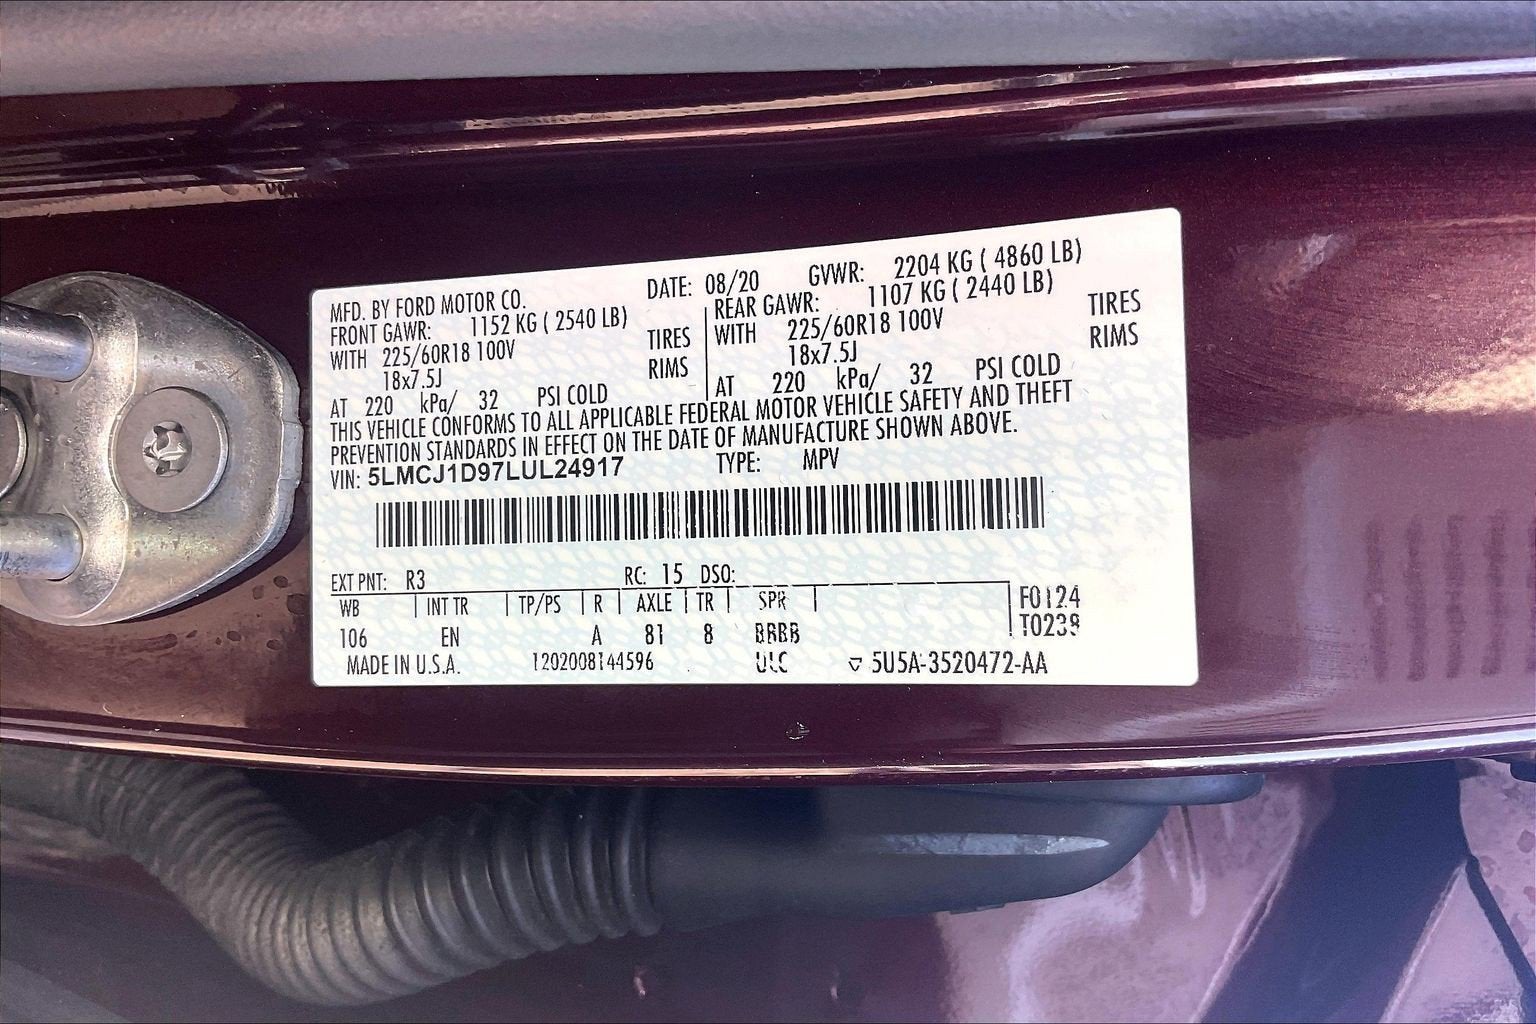 MFD. BY FORD MOTOR CO. DATE: 08/20 GVWR: 2204 KG ( 4860 LB)
FRONT GAWR: 1152 KG ( 2540 LB) REAR GAWR: 1107 KG ( 2440 LB)
WITH 225/60R18 100V TIRES WITH 225/60R18 100V TIRES
18x7.5J RIMS 18x7.5J RIMS
AT 220 kPa/ 32 PSI COLD AT 220 kPa/ 32 PSI COLD
THIS VEHICLE CONFORMS TO ALL APPLICABLE FEDERAL MOTOR VEHICLE SAFETY AND THEFT
PREVENTION STANDARDS IN EFFECT ON THE DATE OF MANUFACTURE SHOWN ABOVE.
VIN: 5LMCJ1D97LUL24917 TYPE: MPV
EXT PNT: R3 RC: 15 DSO:
WB INT TR TP/PS R AXLE TR SPR F0124
106 EN A 81 8 BBBB T0239
MADE IN U.S.A. 1202008144596 ULC 5U5A-3520472-AA